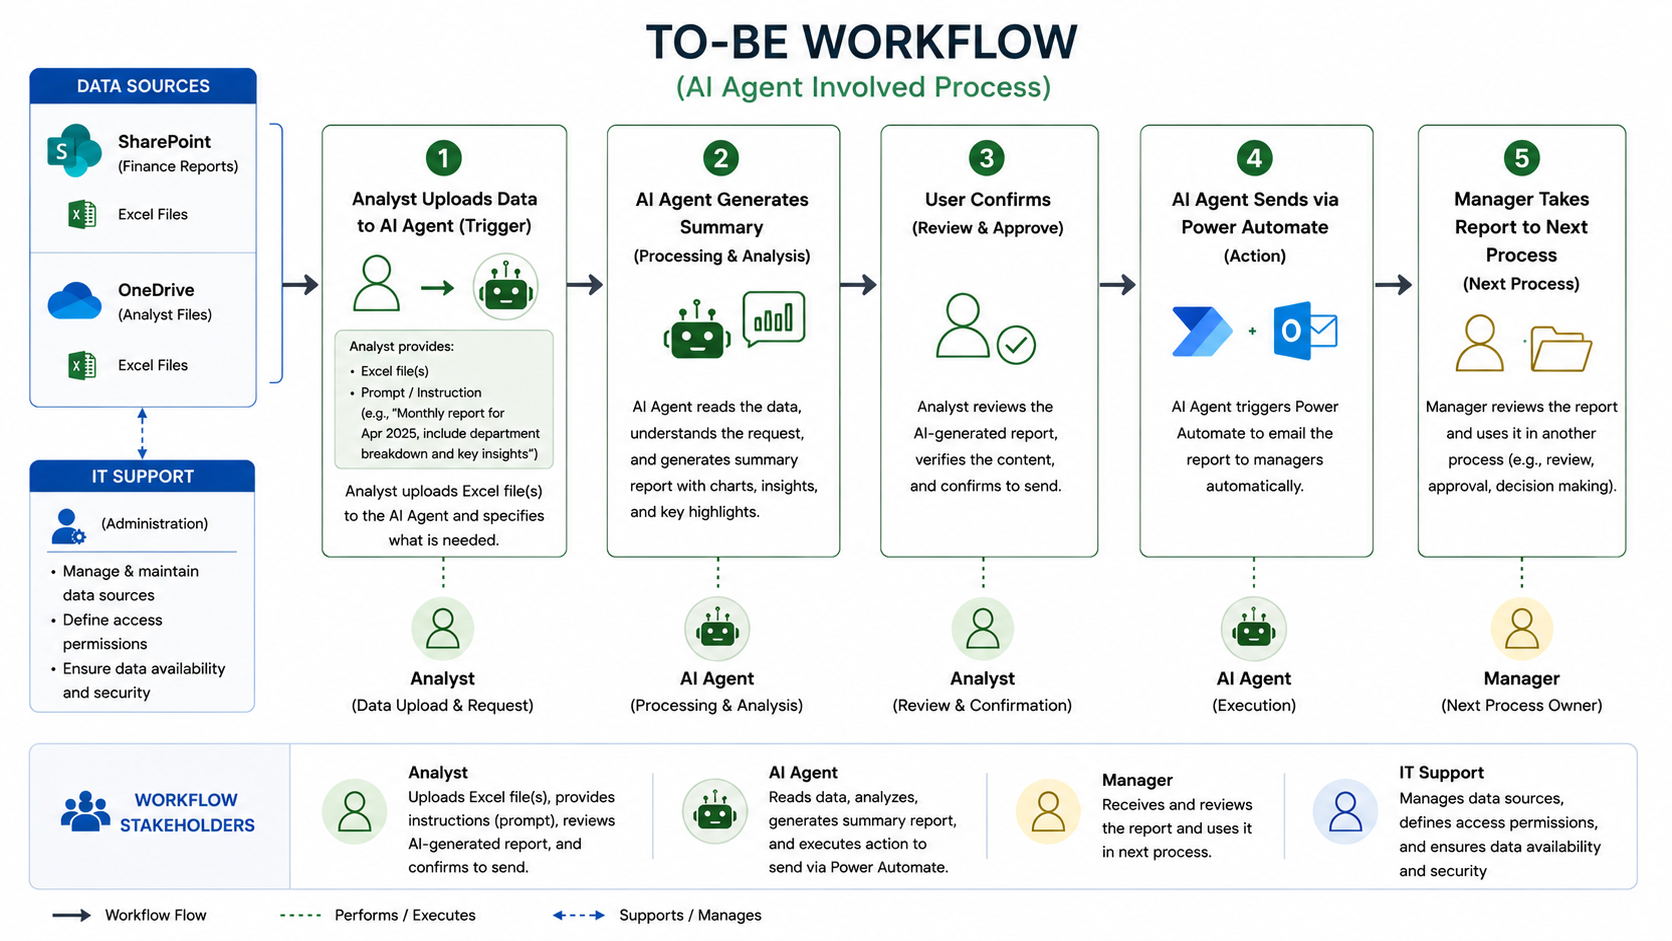 TO-BE WORKFLOW
(AI Agent Involved Process)
DATA SOURCES
S
SharePoint
(Finance Reports)
X
Excel Files
OneDrive
(Analyst Files)
X
Excel Files
IT SUPPORT
(Administration)
• Manage & maintain
data sources
• Define access
permissions
• Ensure data availability
and security
1
Analyst Uploads Data
to AI Agent (Trigger)
Analyst provides:
• Excel file(s)
• Prompt / Instruction
(e.g., "Monthly report for
Apr 2025, include department
breakdown and key insights")
Analyst uploads Excel file(s)
to the AI Agent and specifies
what is needed.
Analyst
(Data Upload & Request)
2
AI Agent Generates
Summary
(Processing & Analysis)
AI Agent reads the data,
understands the request,
and generates summary
report with charts, insights,
and key highlights.
AI Agent
(Processing & Analysis)
3
User Confirms
(Review & Approve)
Analyst reviews the
AI-generated report,
verifies the content,
and confirms to send.
Analyst
(Review & Confirmation)
4
AI Agent Sends via
Power Automate
(Action)
+
O
AI Agent triggers Power
Automate to email the
report to managers
automatically.
AI Agent
(Execution)
5
Manager Takes
Report to Next
Process
(Next Process)
Manager reviews the report
and uses it in another
process (e.g., review,
approval, decision making).
Manager
(Next Process Owner)
WORKFLOW
STAKEHOLDERS
Analyst
Uploads Excel file(s), provides
instructions (prompt), reviews
AI-generated report, and
confirms to send.
AI Agent
Reads data, analyzes,
generates summary report,
and executes action to
send via Power Automate.
Manager
Receives and reviews
the report and uses it
in next process.
IT Support
Manages data sources,
defines access permissions,
and ensures data availability
and security
Workflow Flow
Performs / Executes
Supports / Manages